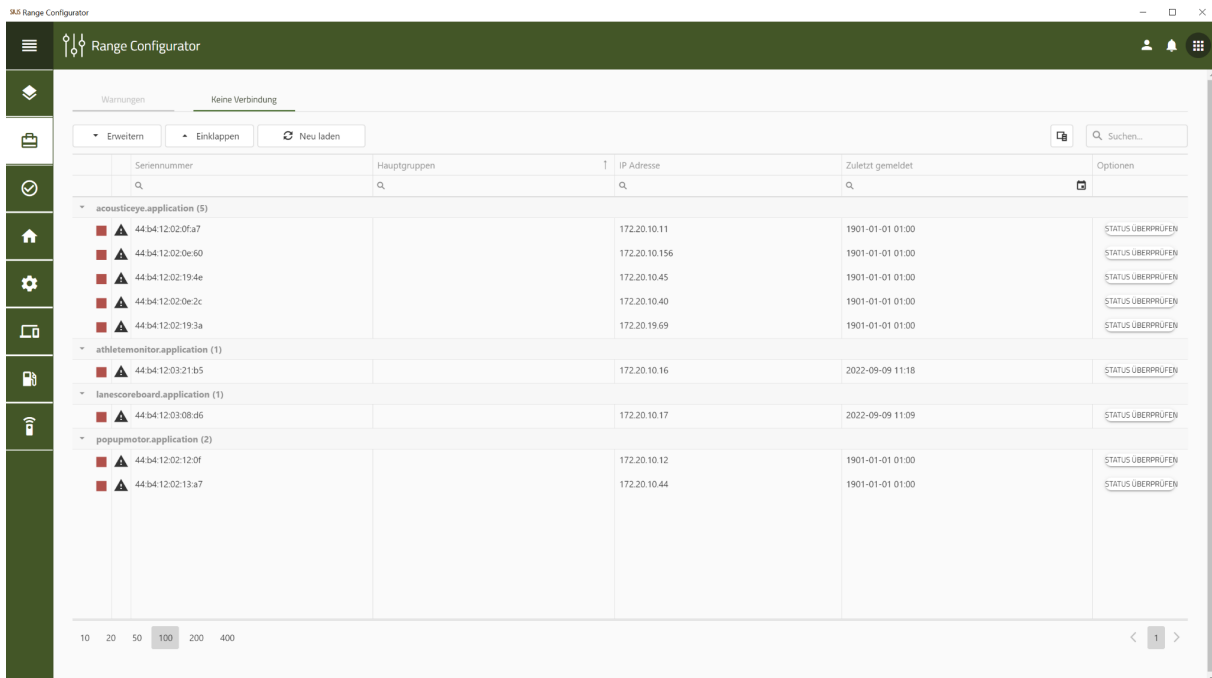 SIUS Range Configurator
Range Configurator
Warnungen Keine Verbindung
Erweitern Einklappen Neu laden Suchen...
Seriennummer Hauptgruppen IP Adresse Zuletzt gemeldet Optionen
acousticeye.application (5)
44:b4:12:02:0f:a7 172.20.10.11 1901-01-01 01:00 STATUS ÜBERPRÜFEN
44:b4:12:02:0e:60 172.20.10.156 1901-01-01 01:00 STATUS ÜBERPRÜFEN
44:b4:12:02:19:4e 172.20.10.45 1901-01-01 01:00 STATUS ÜBERPRÜFEN
44:b4:12:02:0e:2c 172.20.10.40 1901-01-01 01:00 STATUS ÜBERPRÜFEN
44:b4:12:02:19:3a 172.20.19.69 1901-01-01 01:00 STATUS ÜBERPRÜFEN
athletemonitor.application (1)
44:b4:12:03:21:b5 172.20.10.16 2022-09-09 11:18 STATUS ÜBERPRÜFEN
lanescoreboard.application (1)
44:b4:12:03:08:d6 172.20.10.17 2022-09-09 11:09 STATUS ÜBERPRÜFEN
popupmotor.application (2)
44:b4:12:02:12:0f 172.20.10.12 1901-01-01 01:00 STATUS ÜBERPRÜFEN
44:b4:12:02:13:a7 172.20.10.44 1901-01-01 01:00 STATUS ÜBERPRÜFEN
10 20 50 100 200 400 1